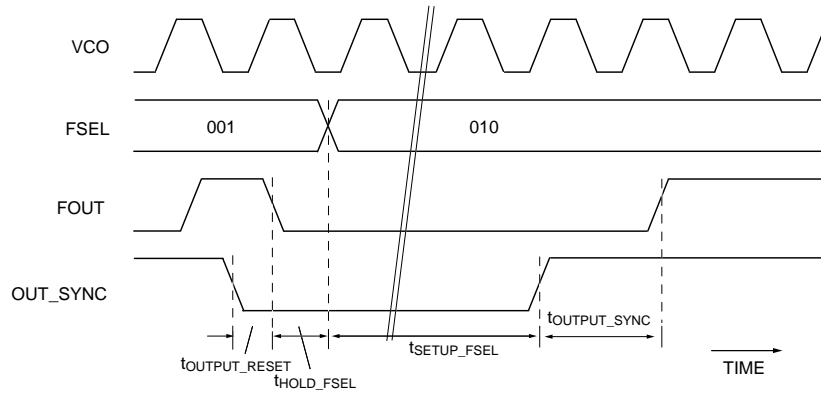 VCO
FSEL
001
010
FOUT
OUT_SYNC
tOUTPUT_RESET
tHOLD_FSEL
tSETUP_FSEL
tOUTPUT_SYNC
TIME